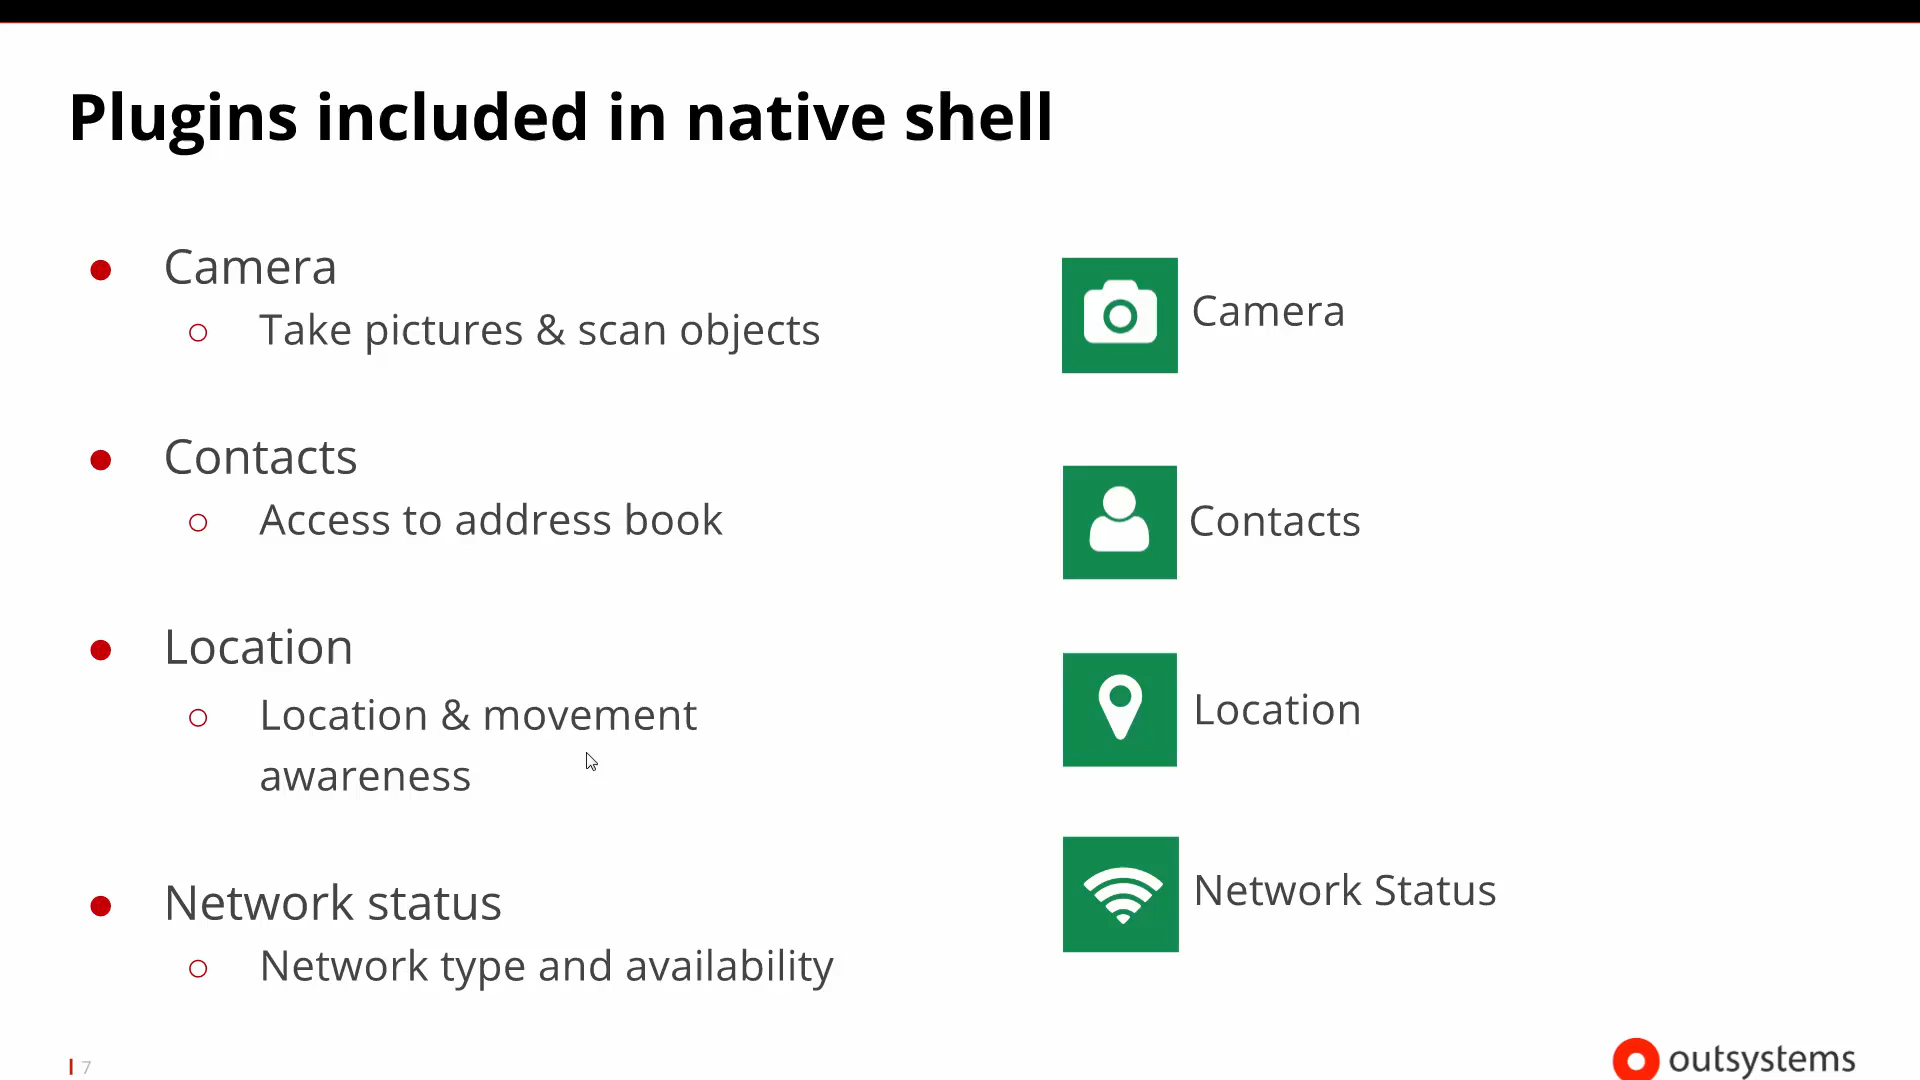 Plugins included in native shell
Camera
Take pictures & scan objects
Contacts
Access to address book
Location
Location & movement
awareness
Network status
Network type and availability
Camera
Contacts
Location
Network Status
7
outsystems